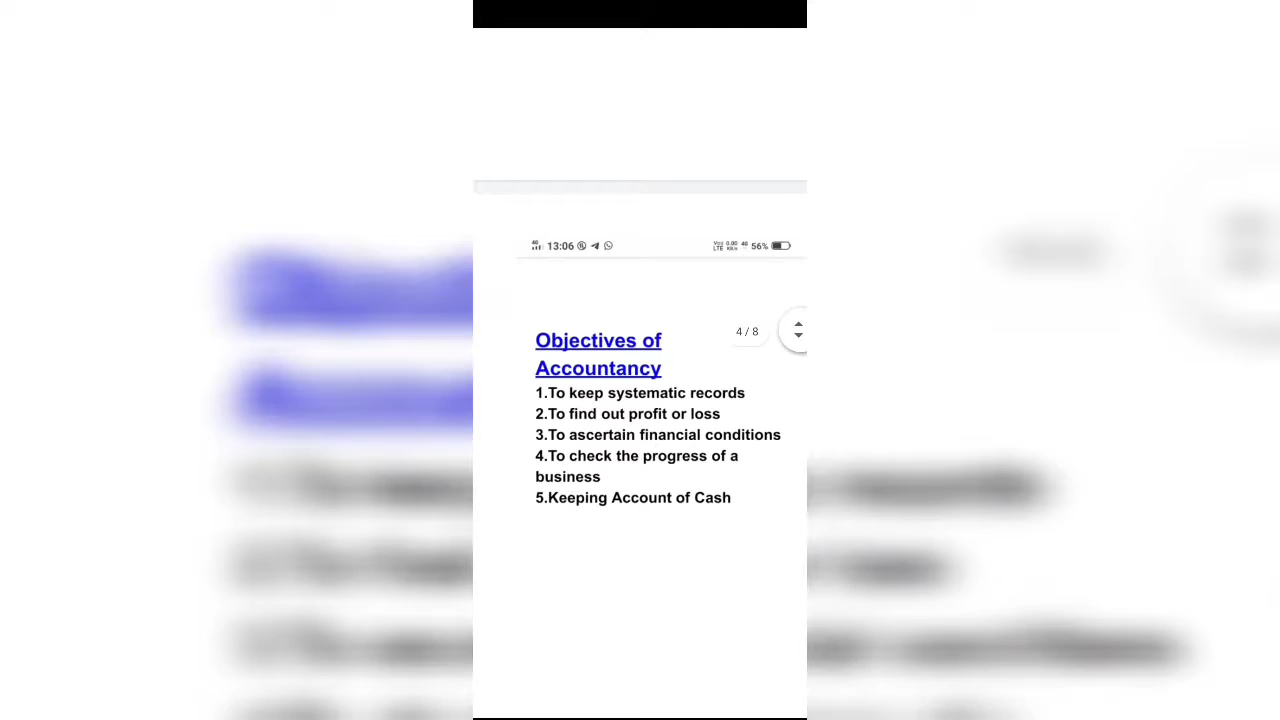 4G 13:06 56%
4 / 8
Objectives of
Accountancy
1.To keep systematic records
2.To find out profit or loss
3.To ascertain financial conditions
4.To check the progress of a
business
5.Keeping Account of Cash